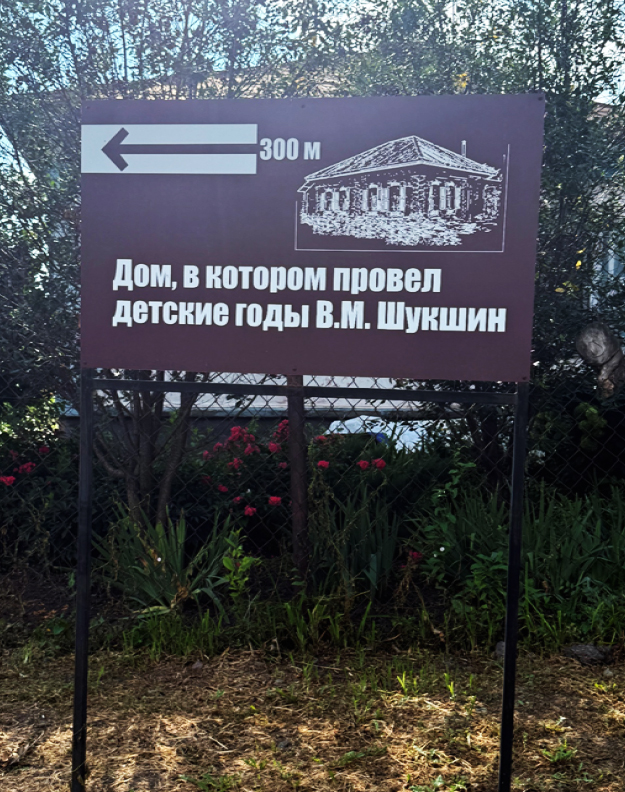 300 м
Дом, в котором провел
детские годы В.М. Шукшин